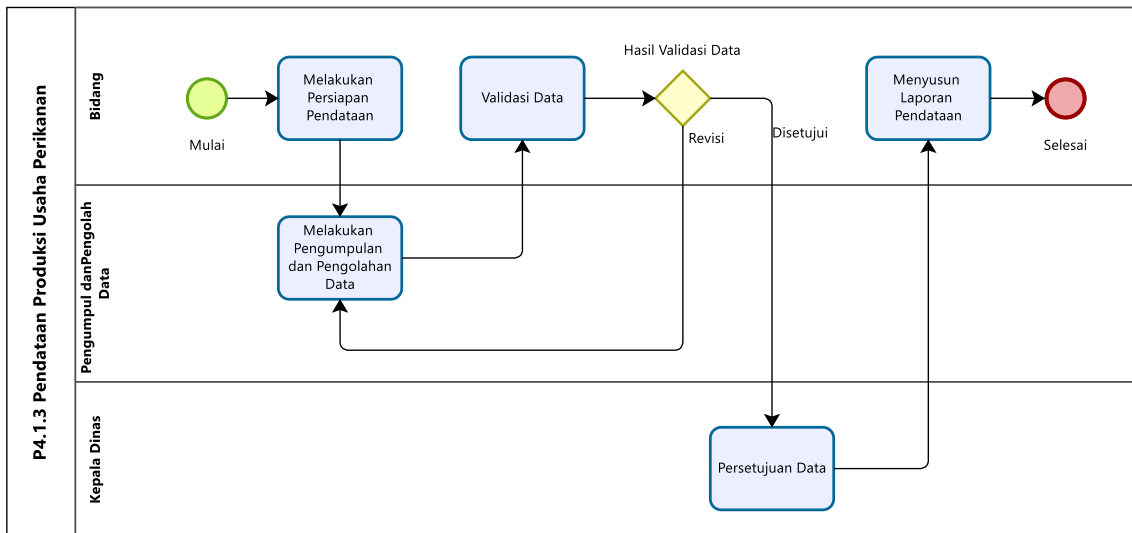 P4.1.3 Pendataan Produksi Usaha Perikanan
Bidang
Mulai
Melakukan
Persiapan
Pendataan
Validasi Data
Hasil Validasi Data
Revisi
Disetujui
Menyusun
Laporan
Pendataan
Selesai
Pengumpul danPengolah
Data
Melakukan
Pengumpulan
dan Pengolahan
Data
Kepala Dinas
Persetujuan Data